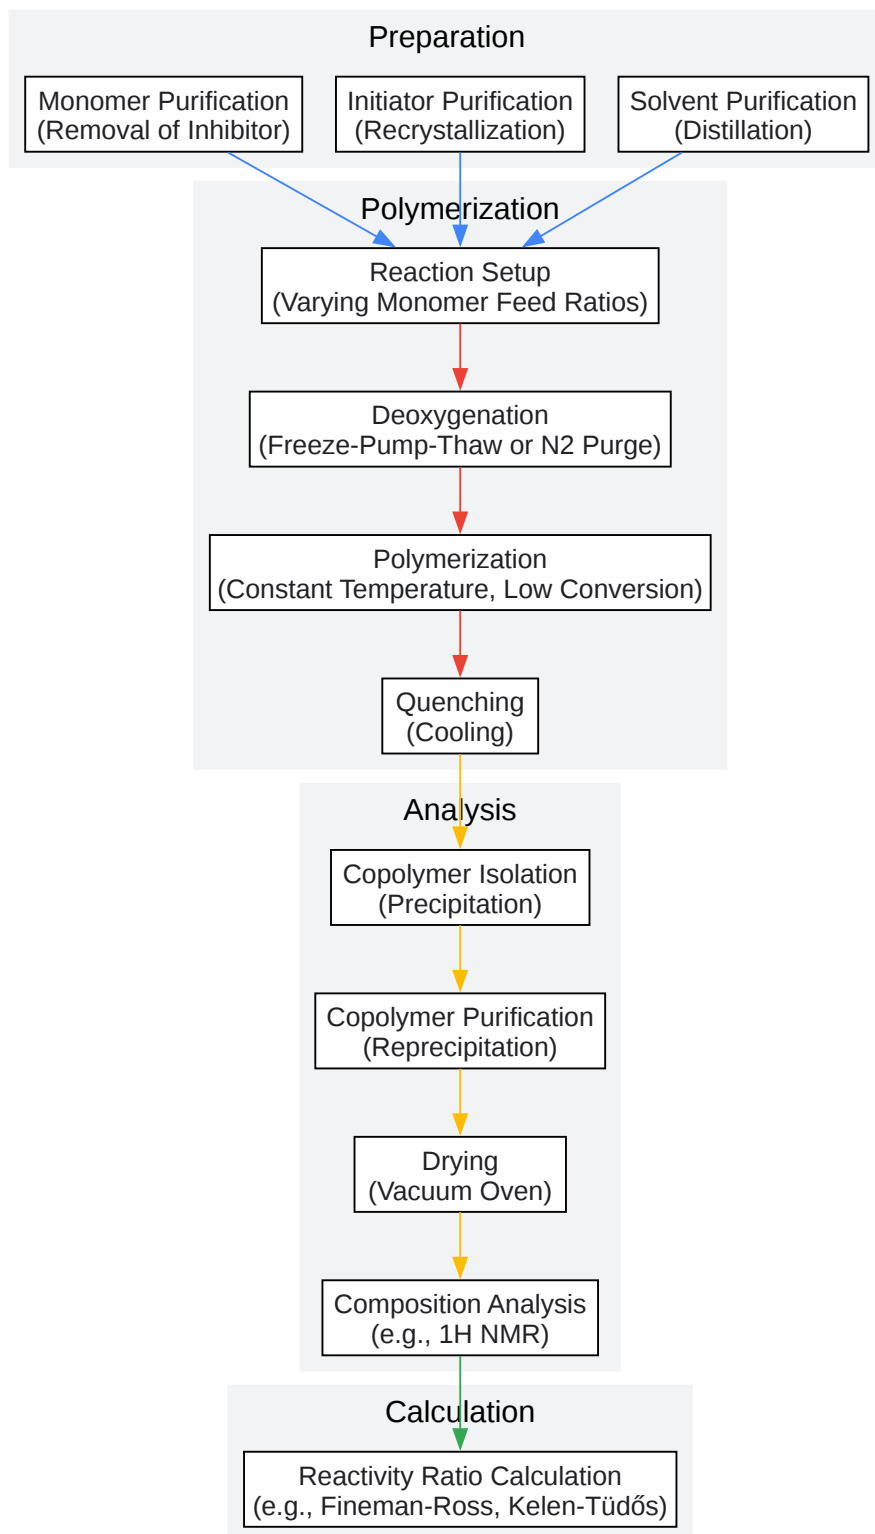 Preparation
Monomer Purification
(Removal of Inhibitor)
Initiator Purification
(Recrystallization)
Solvent Purification
(Distillation)
Polymerization
Reaction Setup
(Varying Monomer Feed Ratios)
Deoxygenation
(Freeze-Pump-Thaw or N2 Purge)
Polymerization
(Constant Temperature, Low Conversion)
Quenching
(Cooling)
Analysis
Copolymer Isolation
(Precipitation)
Copolymer Purification
(Reprecipitation)
Drying
(Vacuum Oven)
Composition Analysis
(e.g., 1H NMR)
Calculation
Reactivity Ratio Calculation
(e.g., Fineman-Ross, Kelen-Tüdős)